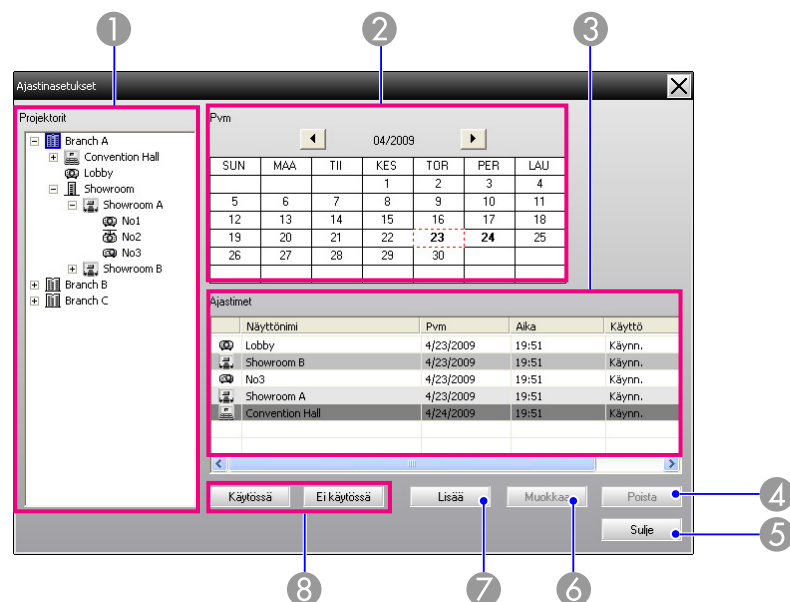 1 2 3
Ajastinasetukset
Projektorit
Branch A
Convention Hall
Lobby
Showroom
Showroom A
No1
No2
No3
Showroom B
Branch B
Branch C
Pvm
04/2009
SUN MAA TII KES TOR PER LAU
1 2 3 4
5 6 7 8 9 10 11
12 13 14 15 16 17 18
19 20 21 22 23 24 25
26 27 28 29 30
Ajastimet
Näyttönimi Pvm Aika Käyttö
Lobby 4/23/2009 19:51 Käynn.
Showroom B 4/23/2009 19:51 Käynn.
No3 4/23/2009 19:51 Käynn.
Showroom A 4/23/2009 19:51 Käynn.
Convention Hall 4/24/2009 19:51 Käynn.
Käytössä Ei käytössä Lisää Muokkaa Poista 4
Sulje 5
8 7 6